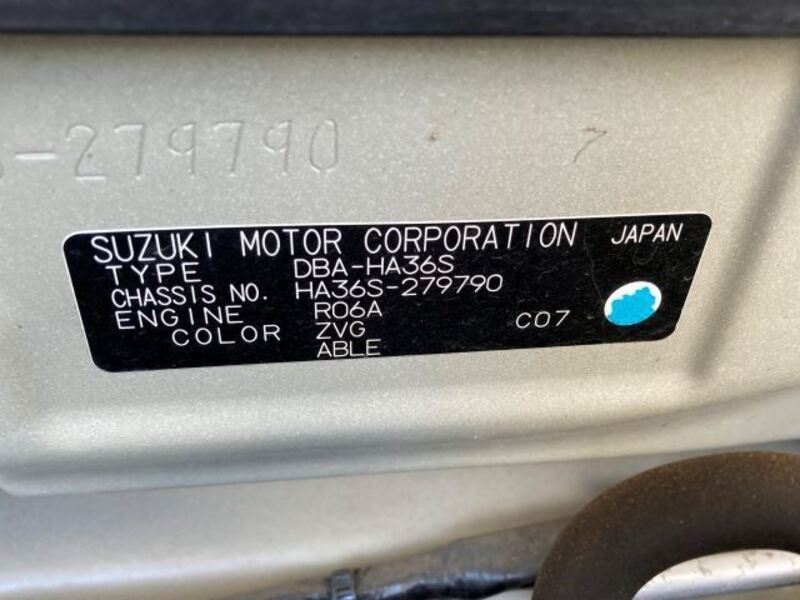 -279790 7
SUZUKI MOTOR CORPORATION JAPAN
TYPE DBA-HA36S
CHASSIS NO. HA36S-279790
ENGINE R06A
COLOR ZVG C07
ABLE